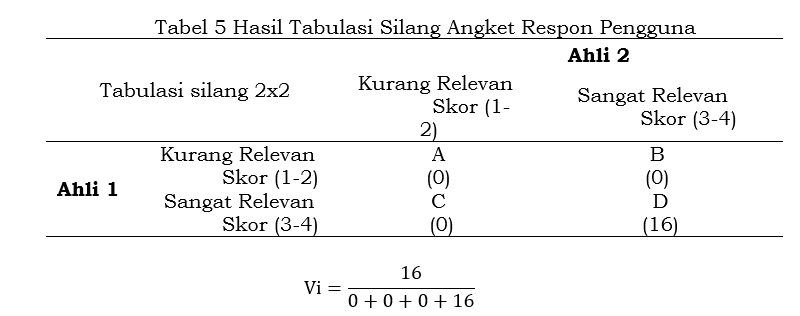 Tabel 5 Hasil Tabulasi Silang Angket Respon Pengguna
Ahli 2
Tabulasi silang 2x2
Kurang Relevan
Skor (1-
2)
Sangat Relevan
Skor (3-4)
Ahli 1
Kurang Relevan
Skor (1-2)
A
(0)
B
(0)
Sangat Relevan
Skor (3-4)
C
(0)
D
(16)
Vi = 16
0 + 0 + 0 + 16